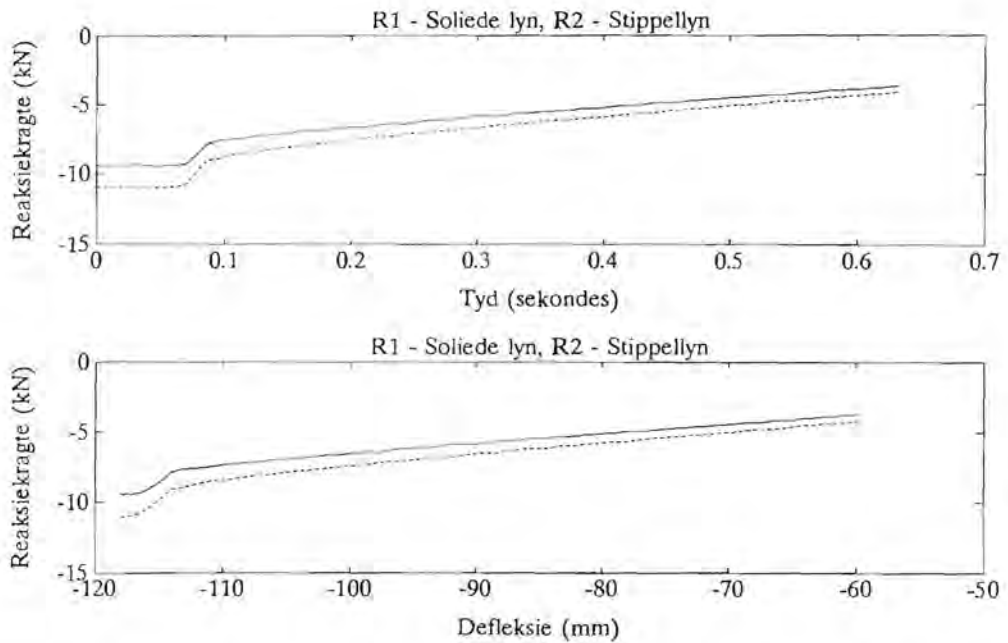 R1 - Soliede lyn, R2 - Stippellyn
Reaksiekragte (kN)
0
-5
-10
-15
0 0.1 0.2 0.3 0.4 0.5 0.6 0.7
Tyd (sekondes)
R1 - Soliede lyn, R2 - Stippellyn
Reaksiekragte (kN)
0
-5
-10
-15
-120 -110 -100 -90 -80 -70 -60 -50
Defleksie (mm)